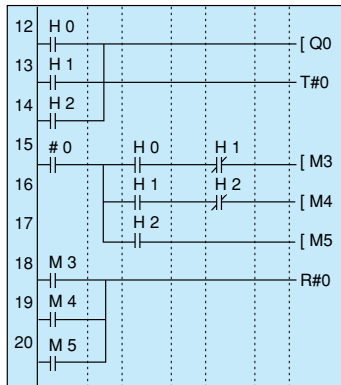 12 H 0 [ Q0
13 H 1 T#0
14 H 2
15 # 0 H 0 H 1 [ M3
16 H 1 H 2 [ M4
17 H 2 [ M5
18 M 3 R#0
19 M 4
20 M 5